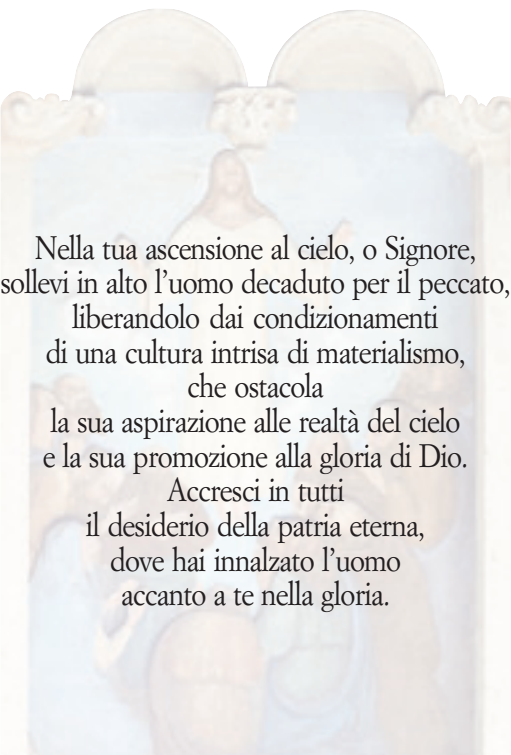 Nella tua ascensione al cielo, o Signore,
sollevi in alto l’uomo decaduto per il peccato,
liberandolo dai condizionamenti
di una cultura intrisa di materialismo,
che ostacola
la sua aspirazione alle realtà del cielo
e la sua promozione alla gloria di Dio.
Accresci in tutti
il desiderio della patria eterna,
dove hai innalzato l’uomo
accanto a te nella gloria.